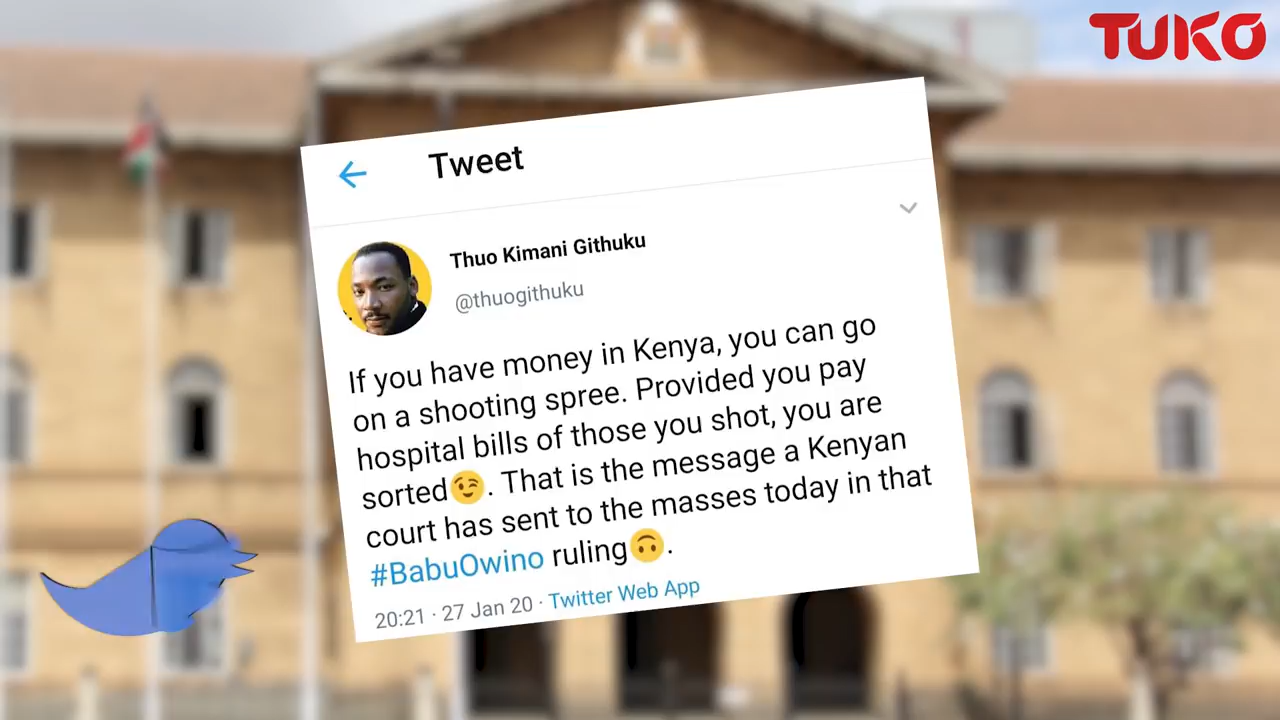 TUKO
Tweet
Thuo Kimani Githuku
@thuogithuku
If you have money in Kenya, you can go
on a shooting spree. Provided you pay
hospital bills of those you shot, you are
sorted😉. That is the message a Kenyan
court has sent to the masses today in that
#BabuOwino ruling🙃.
20:21 · 27 Jan 20 · Twitter Web App